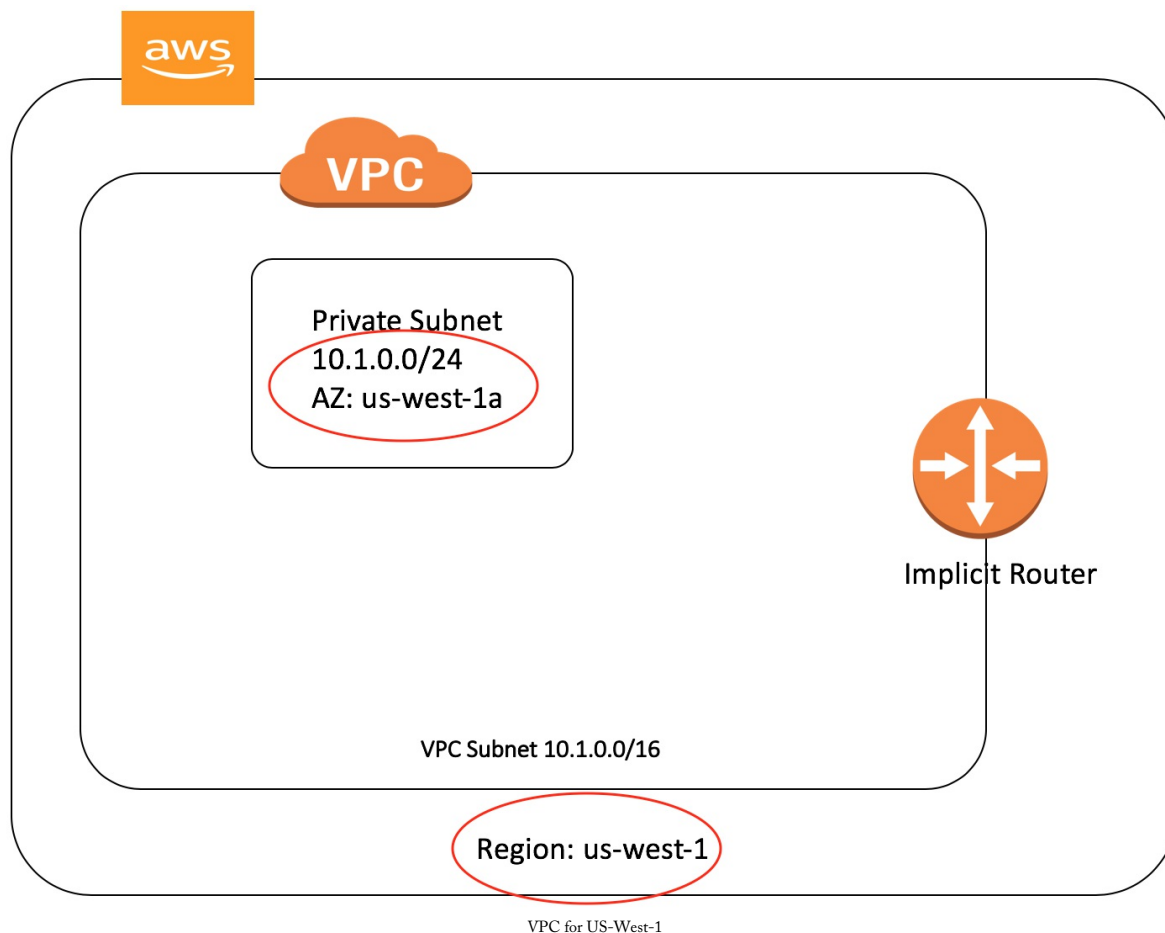 aws
VPC
Private Subnet
10.1.0.0/24
AZ: us-west-1a
Implicit Router
VPC Subnet 10.1.0.0/16
Region: us-west-1
VPC for US-West-1